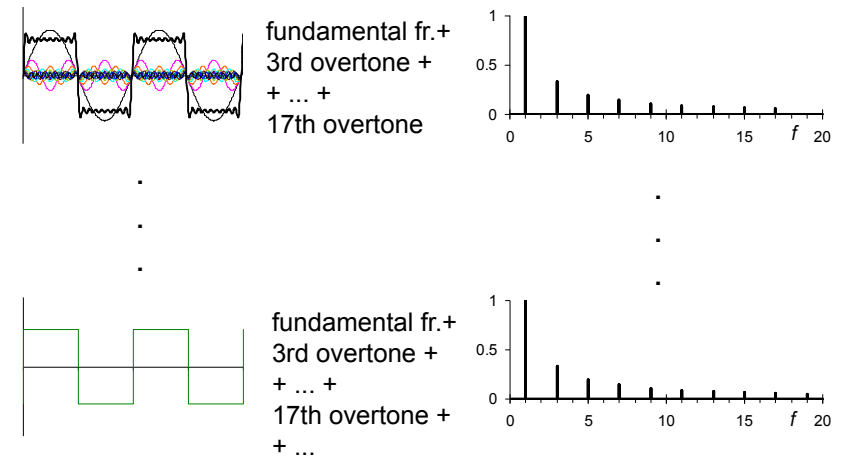 fundamental fr.+
3rd overtone +
+ ... +
17th overtone
1
0.5
0
0 5 10 15 f 20
.
.
.
.
.
.
fundamental fr.+
3rd overtone +
+ ... +
17th overtone +
+ ...
1
0.5
0
0 5 10 15 f 20